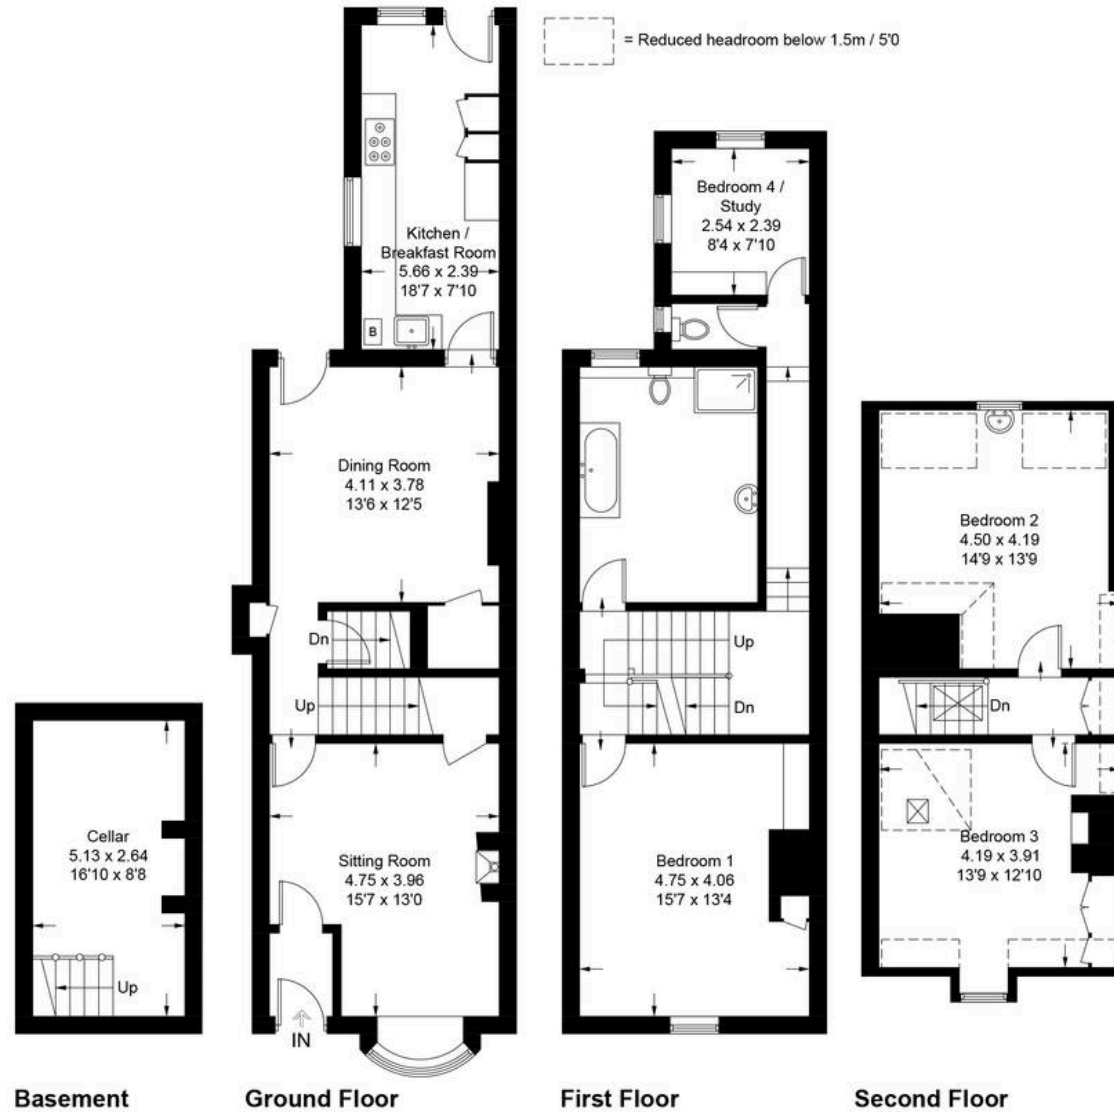 = Reduced headroom below 1.5m / 5'0
Kitchen /
Breakfast Room
5.66 x 2.39
18'7 x 7'10
B
Dining Room
4.11 x 3.78
13'6 x 12'5
Dn
Up
Sitting Room
4.75 x 3.96
15'7 x 13'0
IN
Cellar
5.13 x 2.64
16'10 x 8'8
Up
Bedroom 4 /
Study
2.54 x 2.39
8'4 x 7'10
Up
Dn
Bedroom 1
4.75 x 4.06
15'7 x 13'4
Bedroom 2
4.50 x 4.19
14'9 x 13'9
Dn
Bedroom 3
4.19 x 3.91
13'9 x 12'10
Basement
Ground Floor
First Floor
Second Floor